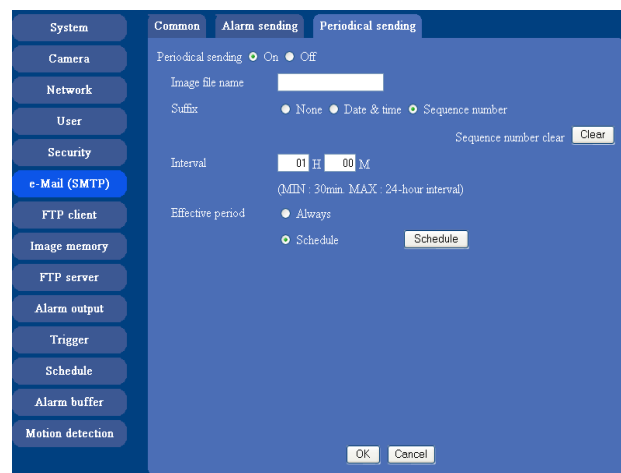 System
Camera
Network
User
Security
e-Mail (SMTP)
FTP client
Image memory
FTP server
Alarm output
Trigger
Schedule
Alarm buffer
Motion detection
Common Alarm sending Periodical sending
Periodical sending On Off
Image file name
Suffix None Date & time Sequence number
Sequence number clear Clear
Interval 01 H 00 M
(MIN : 30min. MAX : 24-hour interval)
Effective period Always
Schedule Schedule
OK Cancel